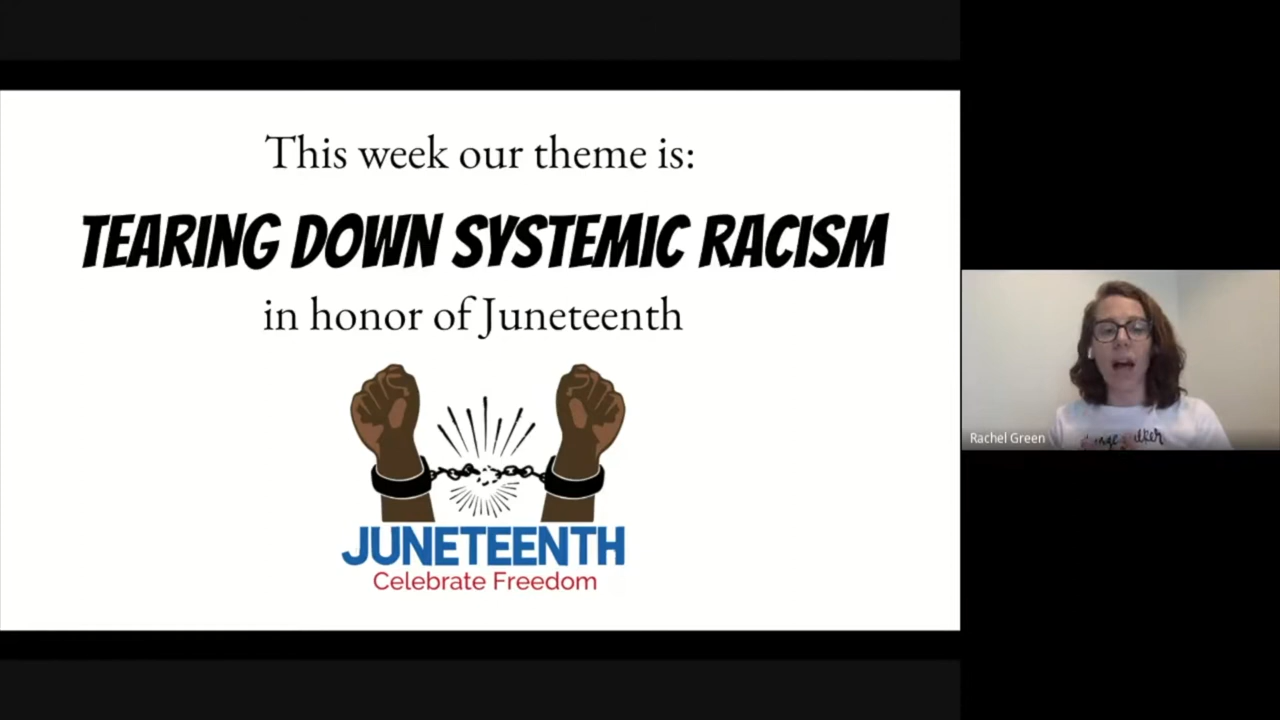 This week our theme is:
TEARING DOWN SYSTEMIC RACISM
in honor of Juneteenth
JUNETEENTH
Celebrate Freedom
Rachel Green